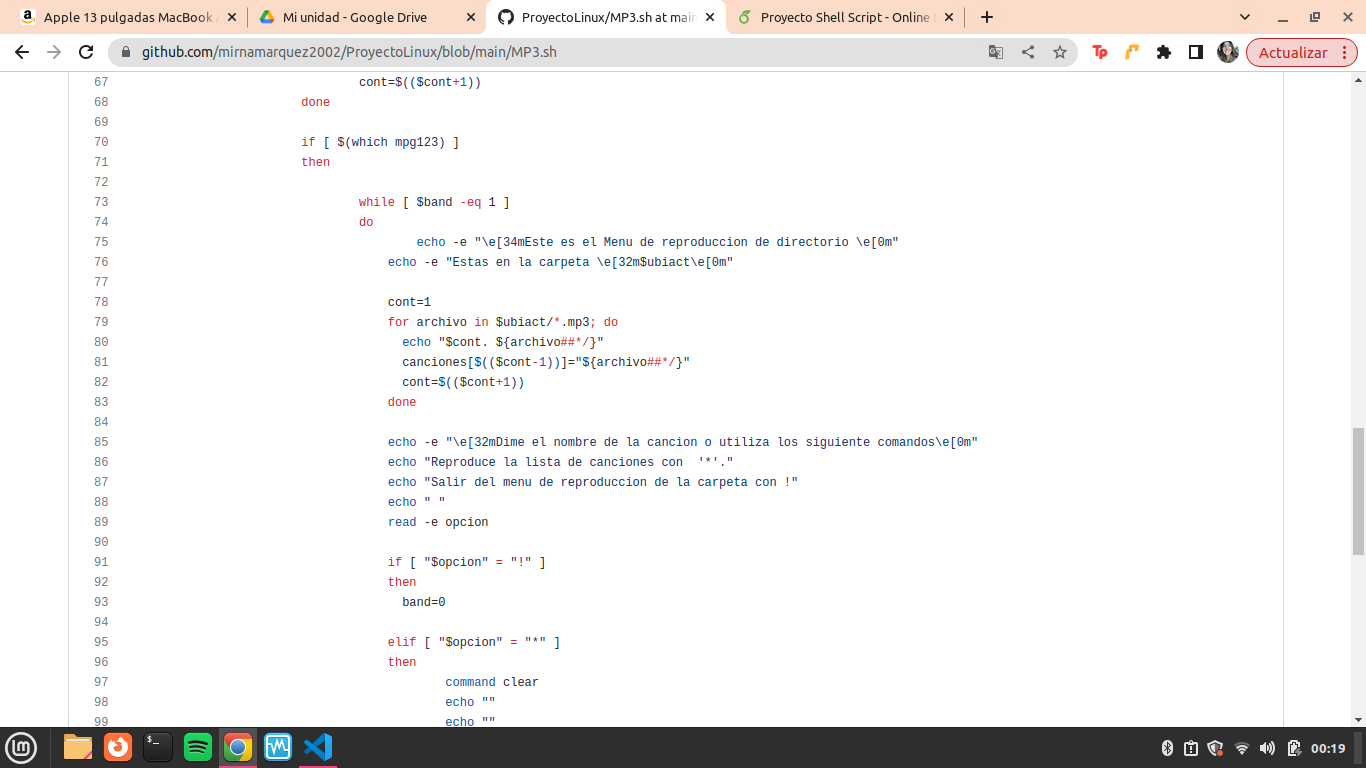 Apple 13 pulgadas MacBook
Mi unidad - Google Drive
ProyectoLinux/MP3.sh at main
Proyecto Shell Script - Online
github.com/mirnamarquez2002/ProyectoLinux/blob/main/MP3.sh
Actualizar
67 cont=$(($cont+1))
68 done
69
70 if [ $(which mpg123) ]
71 then
72
73 while [ $band -eq 1 ]
74 do
75 echo -e "\e[34mEste es el Menu de reproduccion de directorio \e[0m"
76 echo -e "Estas en la carpeta \e[32m$ubiact\e[0m"
77
78 cont=1
79 for archivo in $ubiact/*.mp3; do
80 echo "$cont. ${archivo##*/}"
81 canciones[$(($cont-1))]="${archivo##*/}"
82 cont=$(($cont+1))
83 done
84
85 echo -e "\e[32mDime el nombre de la cancion o utiliza los siguiente comandos\e[0m"
86 echo "Reproduce la lista de canciones con  '*'."
87 echo "Salir del menu de reproduccion de la carpeta con !"
88 echo " "
89 read -e opcion
90
91 if [ "$opcion" = "!" ]
92 then
93 band=0
94
95 elif [ "$opcion" = "*" ]
96 then
97 command clear
98 echo ""
99 echo ""
00:19